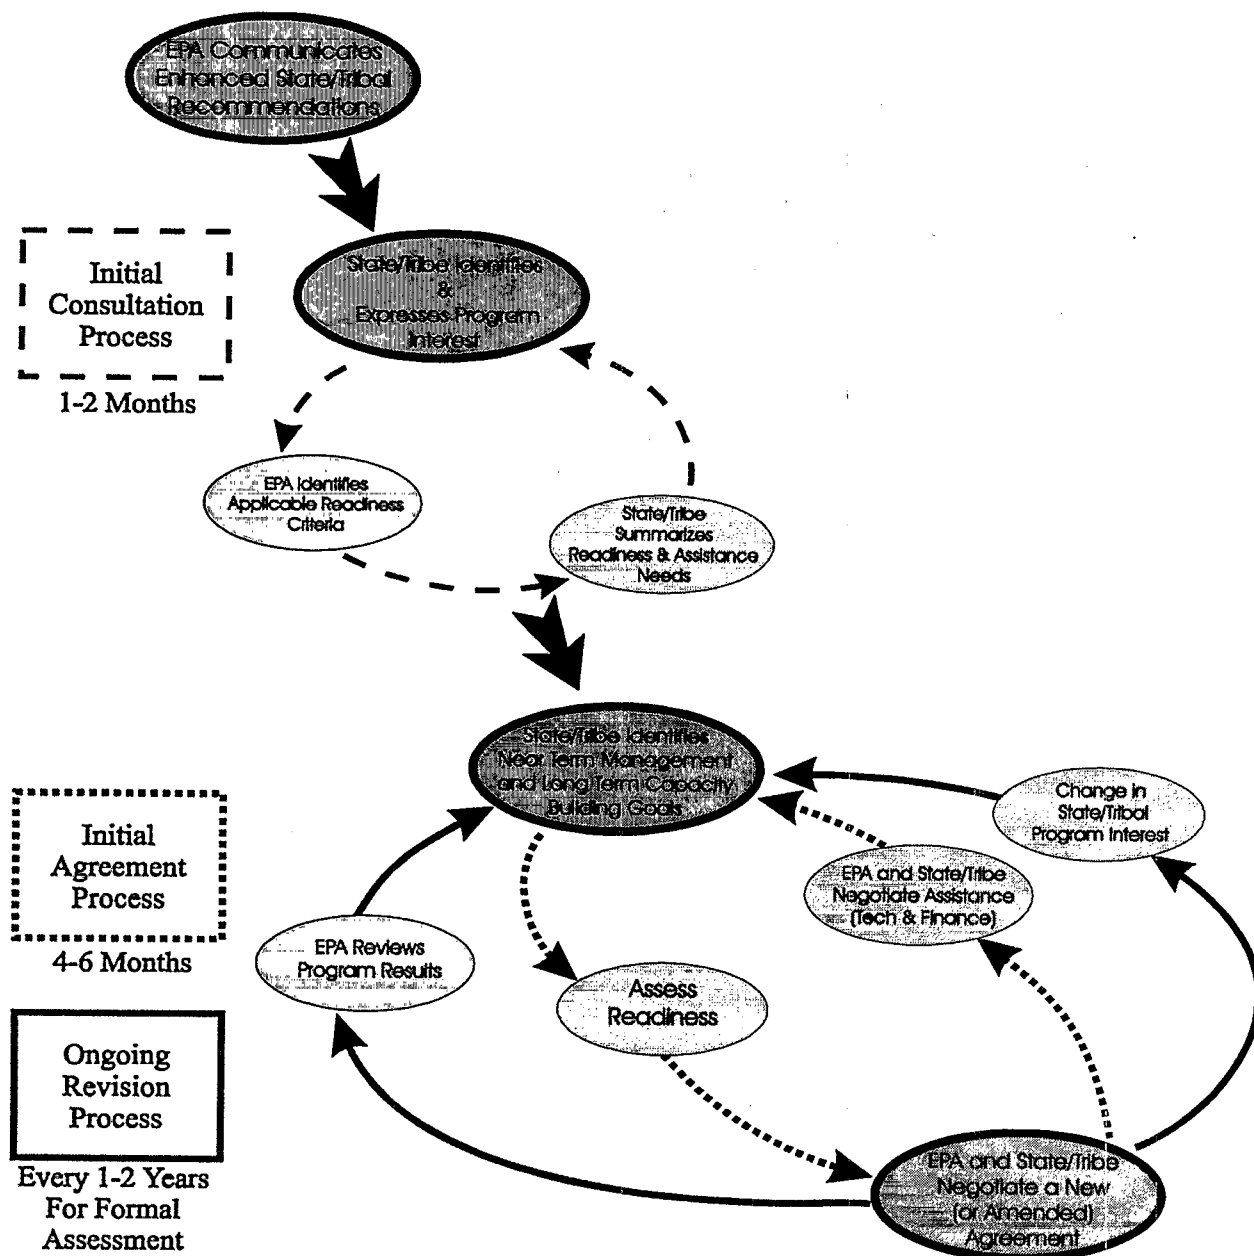 EPA Communicates
Enhanced State/Tribal
Recommendations
Initial
Consultation
Process
1-2 Months
State/Tribe Identifies
&
Expresses Program
Interest
EPA Identifies
Applicable Readiness
Criteria
State/Tribe
Summarizes
Readiness & Assistance
Needs
State/Tribe Identifies
Near Term Management
and Long Term Capacity
Building Goals
Initial
Agreement
Process
4-6 Months
Change in
State/Tribal
Program Interest
EPA and State/Tribe
Negotiate Assistance
(Tech & Finance)
EPA Reviews
Program Results
Assess
Readiness
Ongoing
Revision
Process
Every 1-2 Years
For Formal
Assessment
EPA and State/Tribe
Negotiate a New
(or Amended)
Agreement